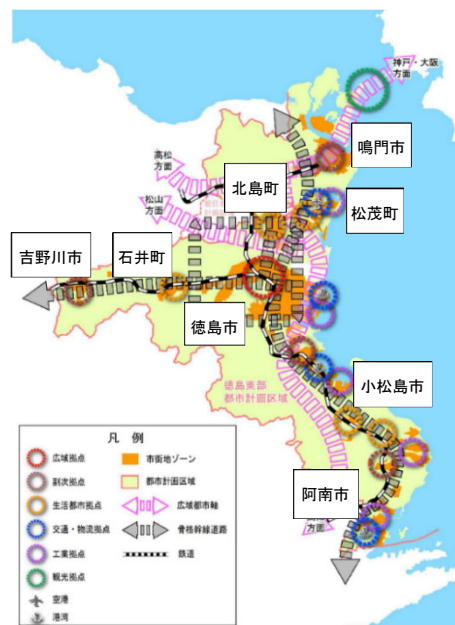 神戸・大阪
方面
鳴門市
高松
方面
北島町
松山
方面
松茂町
吉野川市
石井町
徳島市
徳島東部
都市計画区域
小松島市
阿南市
方面
凡 例
広域拠点
副次拠点
生活都市拠点
交通・物流拠点
工業拠点
観光拠点
空港
港湾
市街地ゾーン
都市計画区域
広域都市軸
骨格幹線道路
鉄道